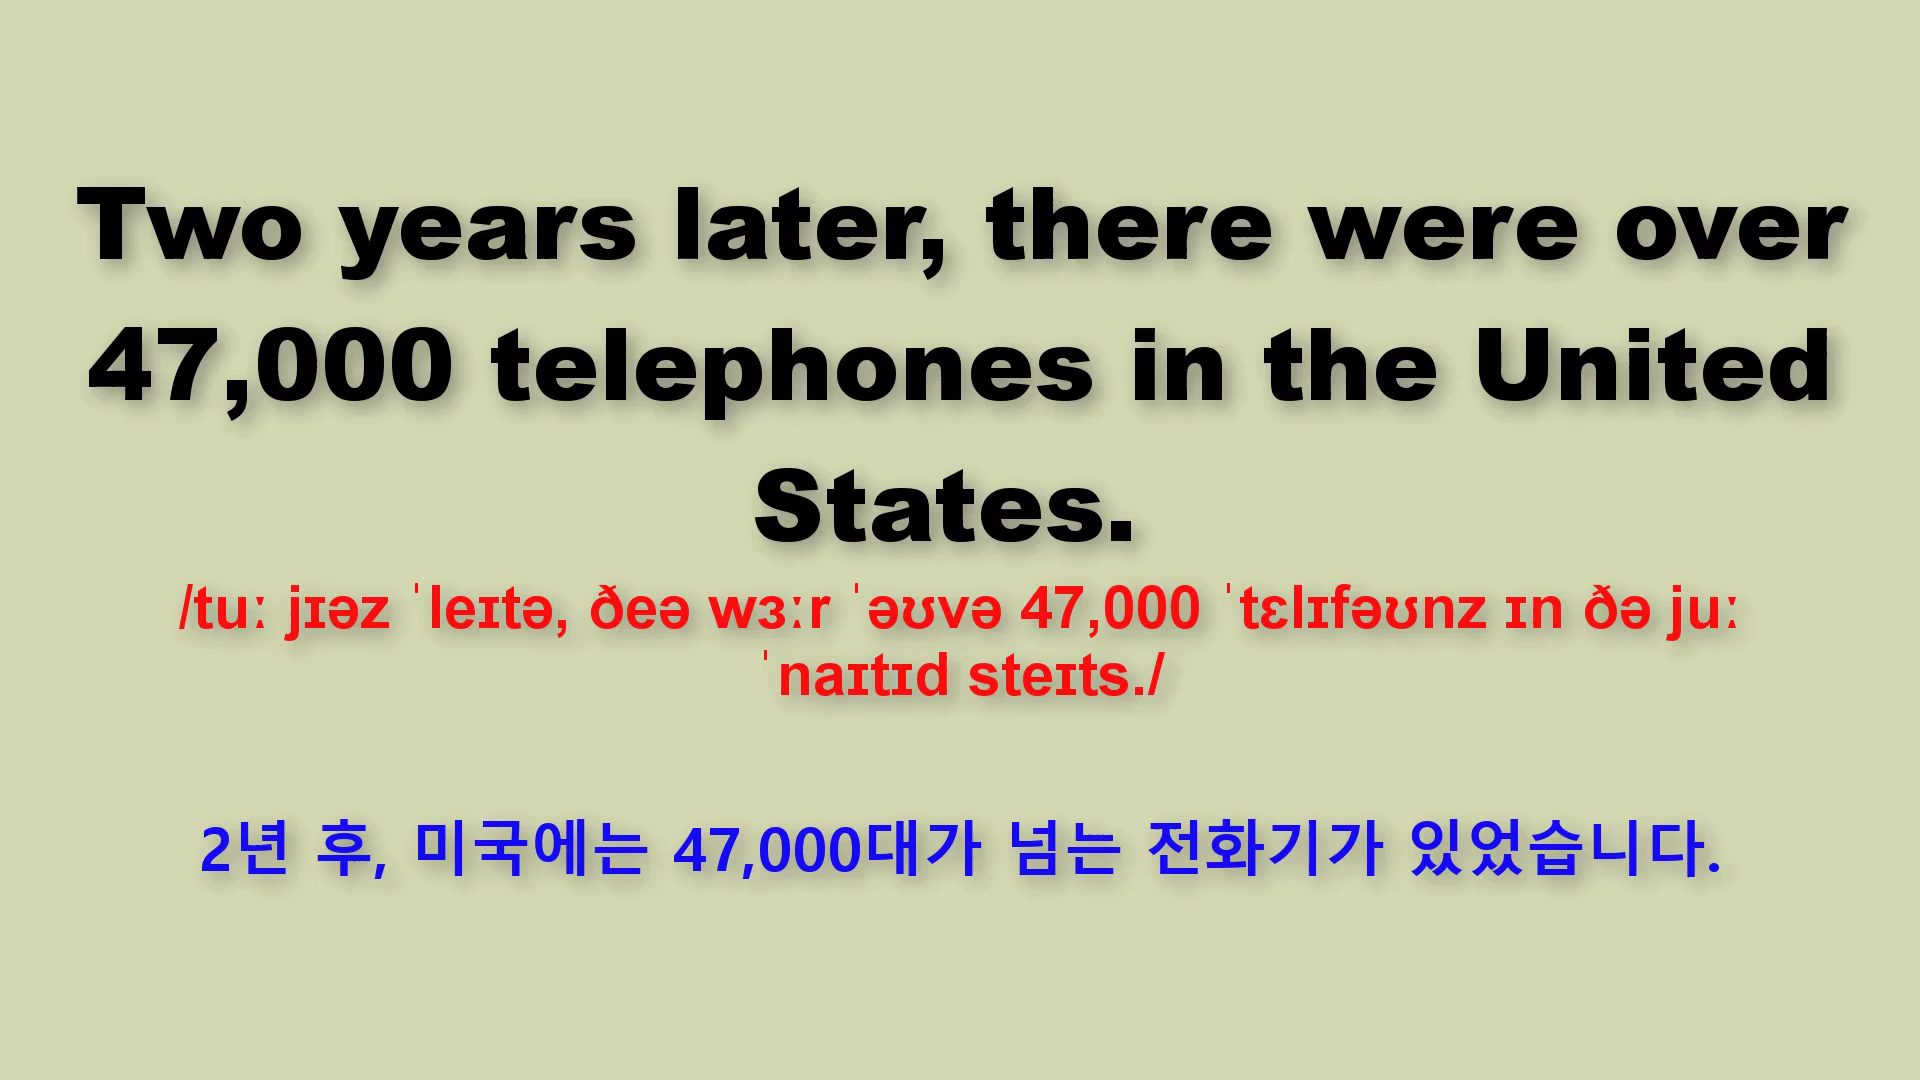 Two years later, there were over
47,000 telephones in the United
States.
/tuː jɪəz ˈleɪtə, ðeə wɜːr ˈəʊvə 47,000 ˈtɛlɪfəʊnz ɪn ðə juː
ˈnaɪtɪd steɪts./
2년 후, 미국에는 47,000대가 넘는 전화기가 있었습니다.